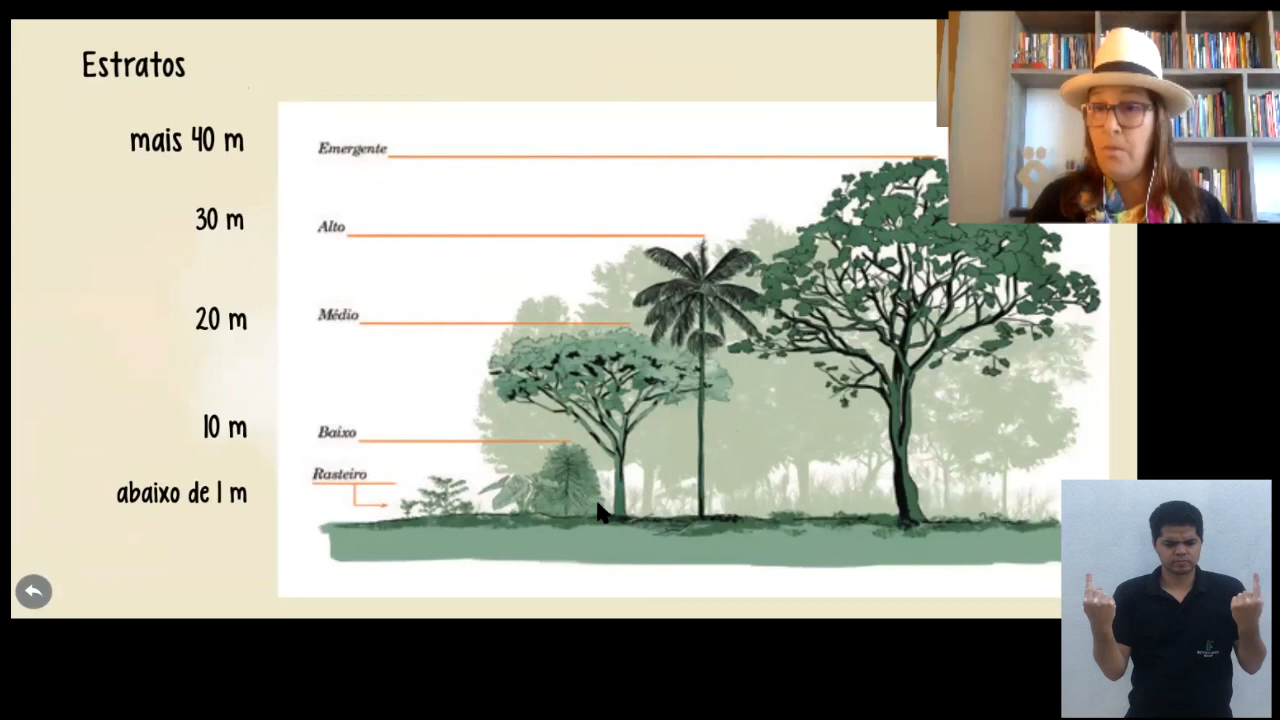 Estratos
mais 40 m
Emergente
30 m
Alto
20 m
Médio
10 m
Baixo
Rasteiro
abaixo de 1 m